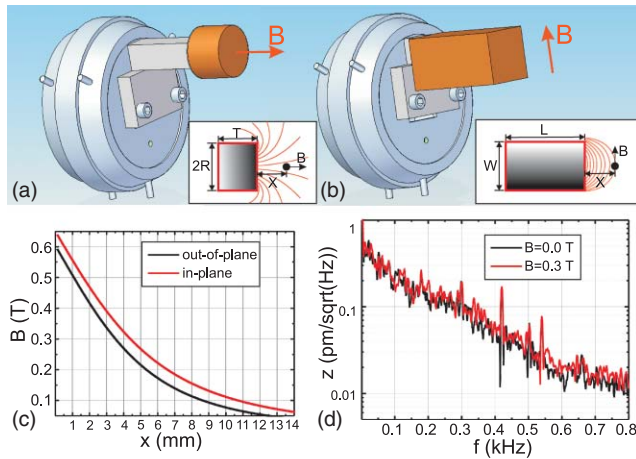 B
B
T
2R
B
X
(a)
L
W
B
X
(b)
0.6
0.5
0.4
0.3
0.2
0.1
B (T)
out-of-plane
in-plane
1 2 3 4 5 6 7 8 9 10 11 12 13 14
x (mm)
(c)
1
0.1
0.01
z (pm/sqrt(Hz))
B=0.0 T
B=0.3 T
0.1 0.2 0.3 0.4 0.5 0.6 0.7 0.8
f (kHz)
(d)